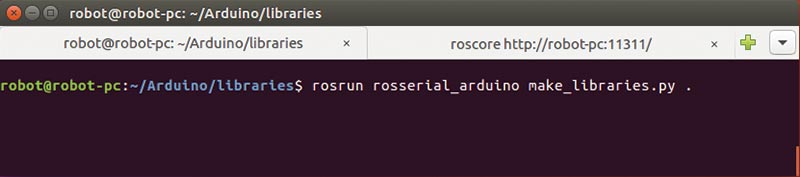 robot@robot-pc: ~/Arduino/libraries
robot@robot-pc: ~/Arduino/libraries × roscore http://robot-pc:11311/ ×
robot@robot-pc:~/Arduino/libraries$ rosrun rosserial_arduino make_libraries.py .